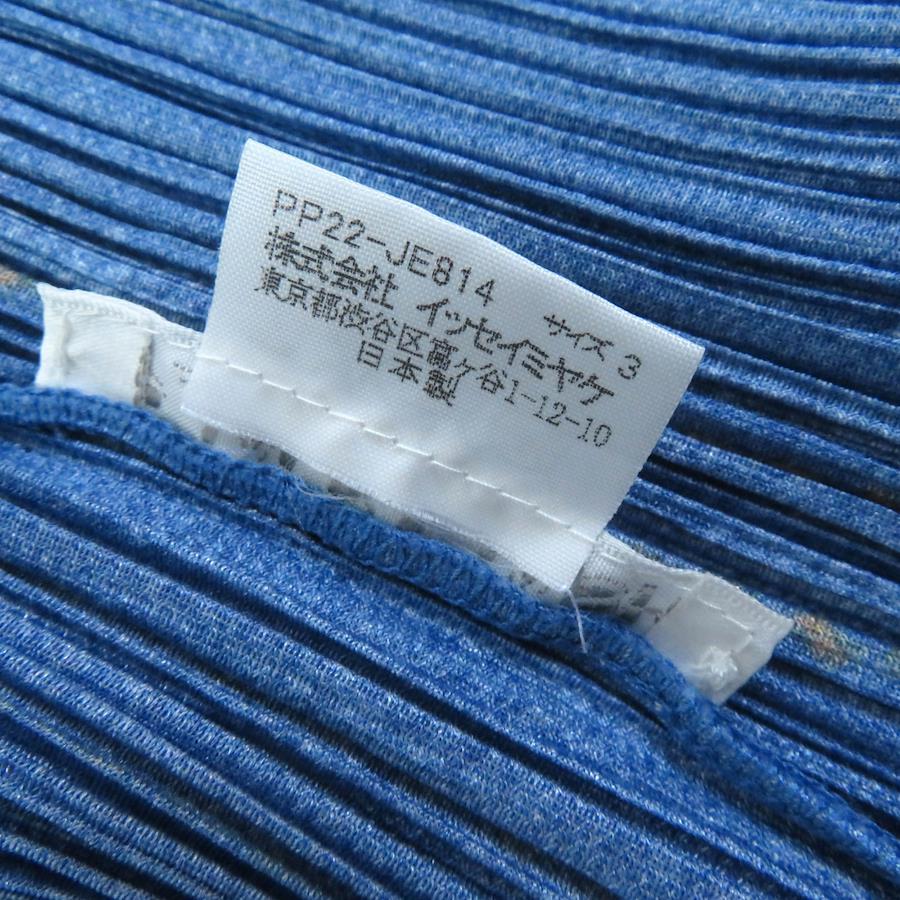 PP22-JE814 サイズ 3
株式会社 イッセイミヤケ
東京都渋谷区富ケ谷1-12-10
日本製